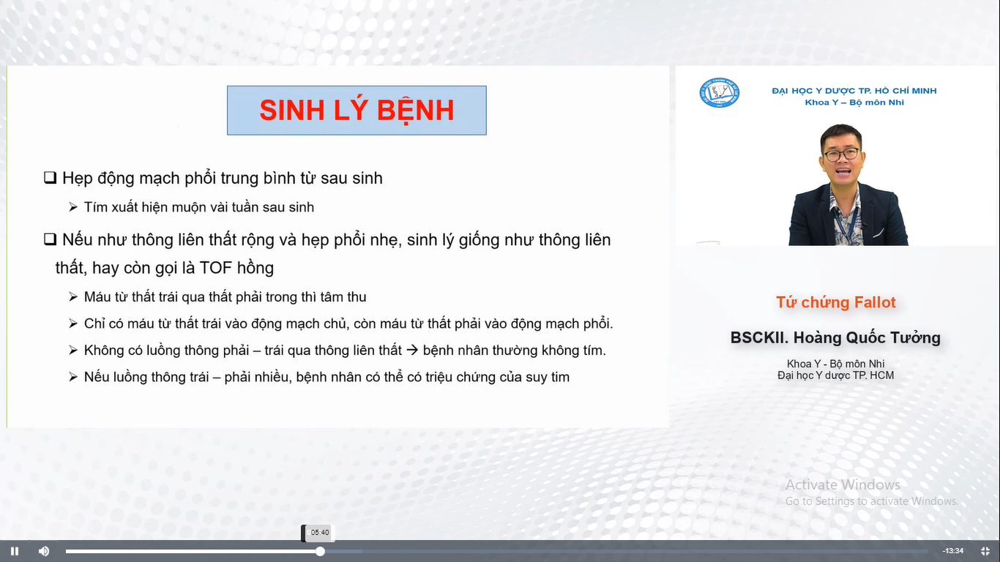 SINH LÝ BỆNH
❑ Hẹp động mạch phổi trung bình từ sau sinh
➢ Tím xuất hiện muộn vài tuần sau sinh
❑ Nếu như thông liên thất rộng và hẹp phổi nhẹ, sinh lý giống như thông liên
thất, hay còn gọi là TOF hồng
➢ Máu từ thất trái qua thất phải trong thì tâm thu
➢ Chỉ có máu từ thất trái vào động mạch chủ, còn máu từ thất phải vào động mạch phổi.
➢ Không có luồng thông phải – trái qua thông liên thất → bệnh nhân thường không tím.
➢ Nếu luồng thông trái – phải nhiều, bệnh nhân có thể có triệu chứng của suy tim
ĐẠI HỌC Y DƯỢC TP. HỒ CHÍ MINH
Khoa Y – Bộ môn Nhi
Tứ chứng Fallot
BSCKII. Hoàng Quốc Tưởng
Khoa Y - Bộ môn Nhi
Đại học Y dược TP. HCM
Activate Windows
Go to Settings to activate Windows.
05:40
-13:34